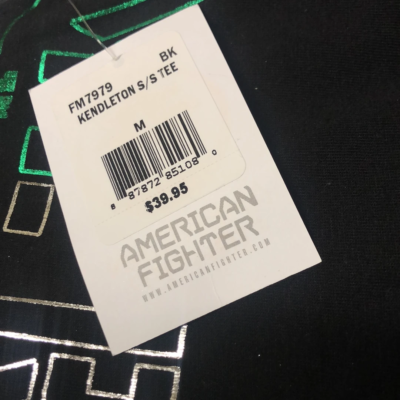 FM7979 BK
KENDLETON S/S TEE
M
8 87872 85108 0
$39.95
AMERICAN
FIGHTER
WWW.AMERICANFIGHTER.COM